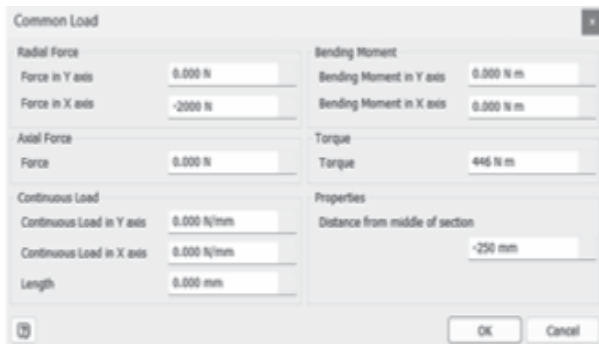 Common Load
Radial Force
Force in Y axis 0.000 N
Force in X axis -2000 N
Axial Force
Force 0.000 N
Continuous Load
Continuous Load in Y axis 0.000 N/mm
Continuous Load in X axis 0.000 N/mm
Length 0.000 mm
Bending Moment
Bending Moment in Y axis 0.000 N m
Bending Moment in X axis 0.000 N m
Torque
Torque 446 N m
Properties
Distance from middle of section
-250 mm
OK Cancel